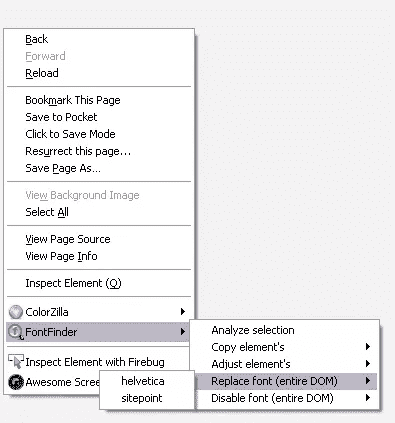 Back
Forward
Reload
Bookmark This Page
Save to Pocket
Click to Save Mode
Resurrect this page...
Save Page As...
View Background Image
Select All
View Page Source
View Page Info
Inspect Element (Q)
ColorZilla
FontFinder
Inspect Element with Firebug
Awesome
Analyze selection
Copy element's
Adjust element's
Replace font (entire DOM)
Disable font (entire DOM)
helvetica
sitepoint